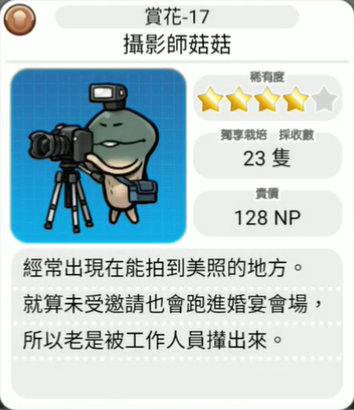 賞花-17
攝影師菇菇
稀有度
獨享栽培 採收數
23 隻
賣價
128 NP
經常出現在能拍到美照的地方。
就算未受邀請也會跑進婚宴會場，
所以老是被工作人員攆出來。